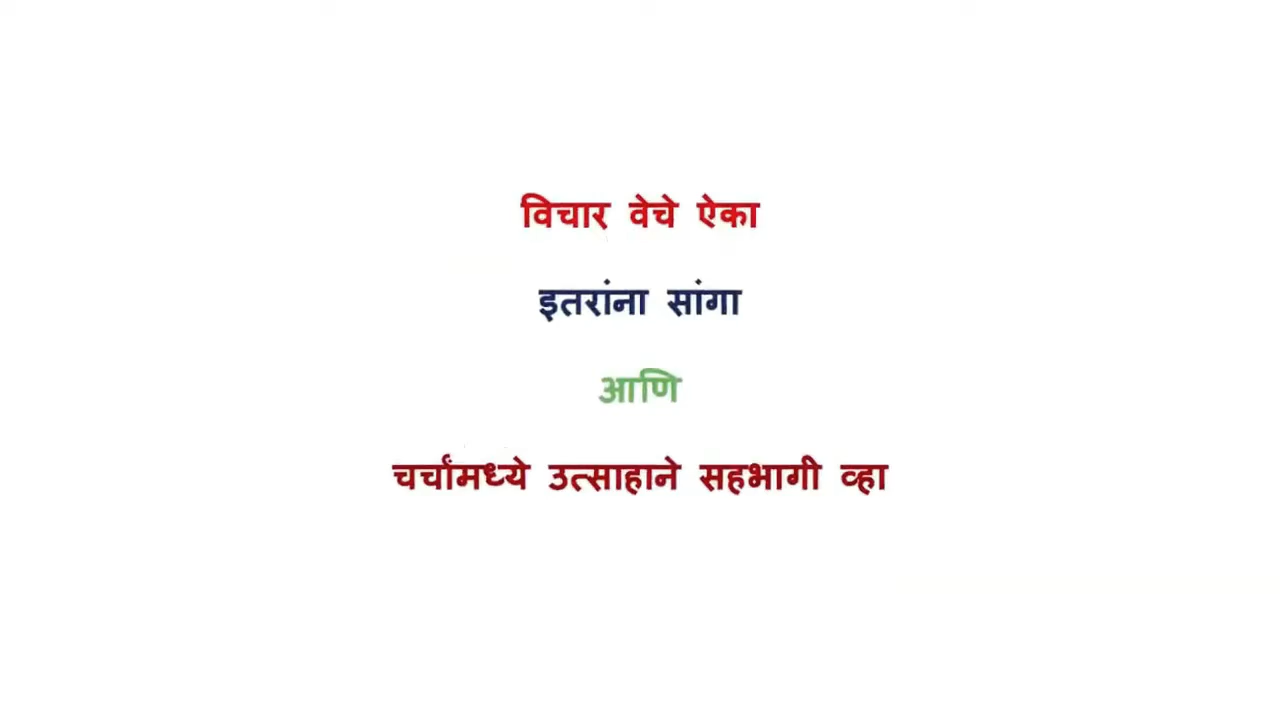 विचार वेचे ऐका
इतरांना सांगा
आणि
चर्चांमध्ये उत्साहाने सहभागी व्हा